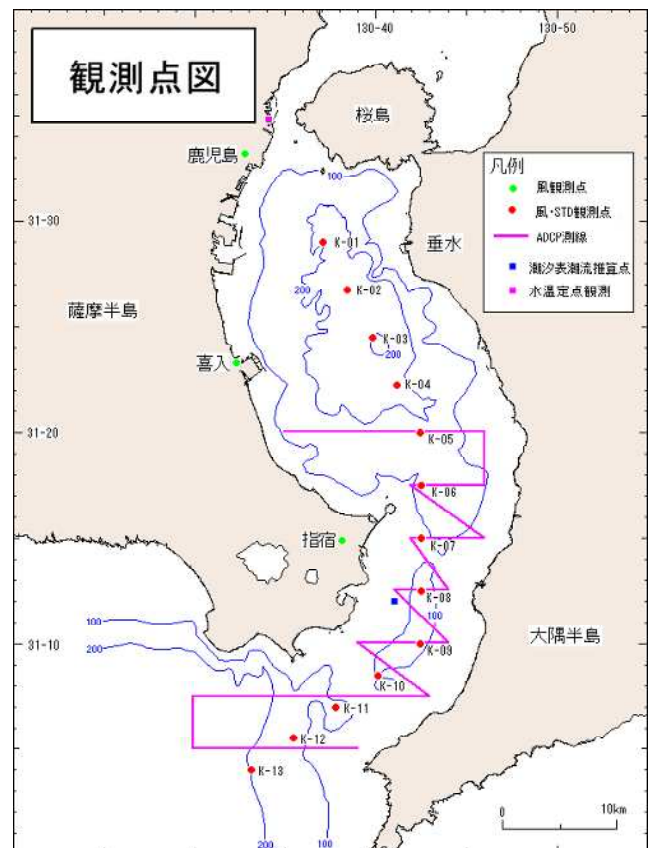 130-40
130-50
観測点図
桜島
鹿児島
凡例
風観測点
風・STD観測点
ADCP測線
潮汐表潮流推算点
水温定点観測
100
31-30
K-01
垂水
200
K-02
薩摩半島
K-03
200
喜入
K-04
31-20
K-05
K-06
指宿
K-07
K-08
100
大隅半島
100
31-10
K-09
200
K-10
K-11
K-12
K-13
0
10km
200
100